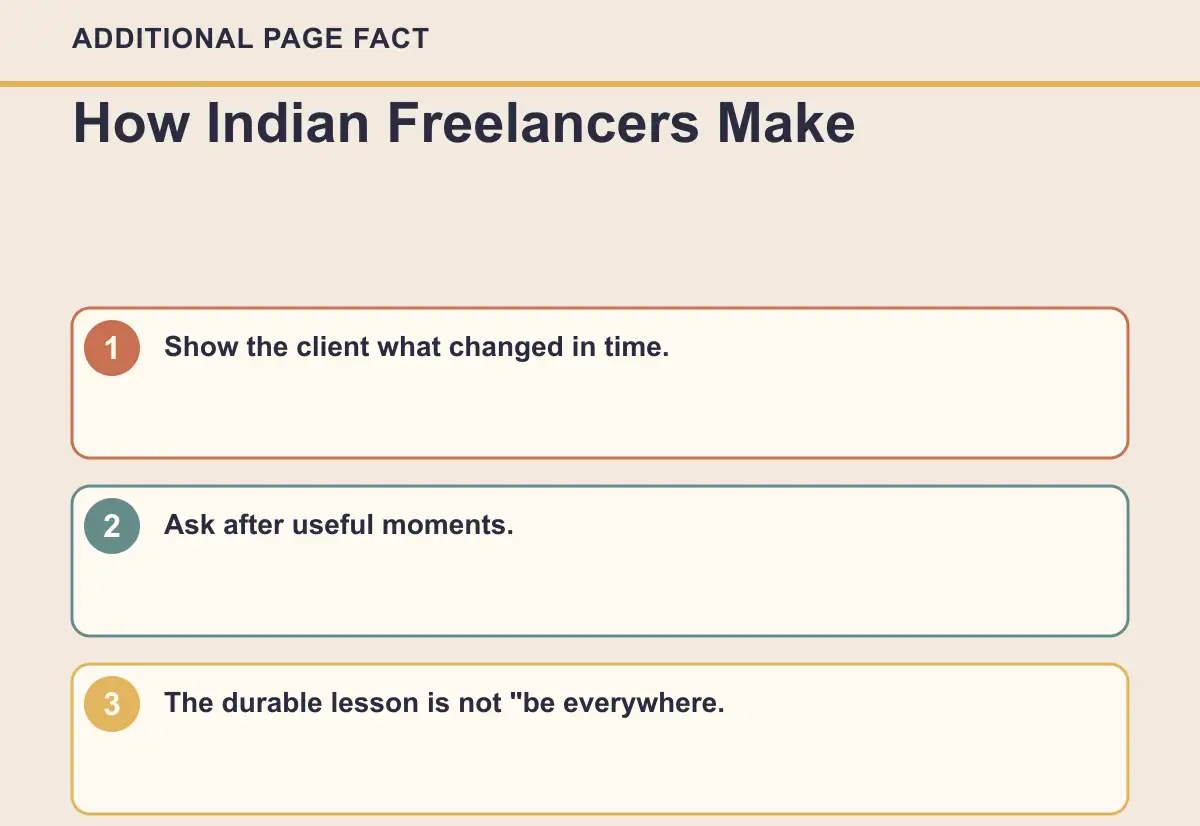 ADDITIONAL PAGE FACT
How Indian Freelancers Make
1
Show the client what changed in time.
2
Ask after useful moments.
3
The durable lesson is not "be everywhere.